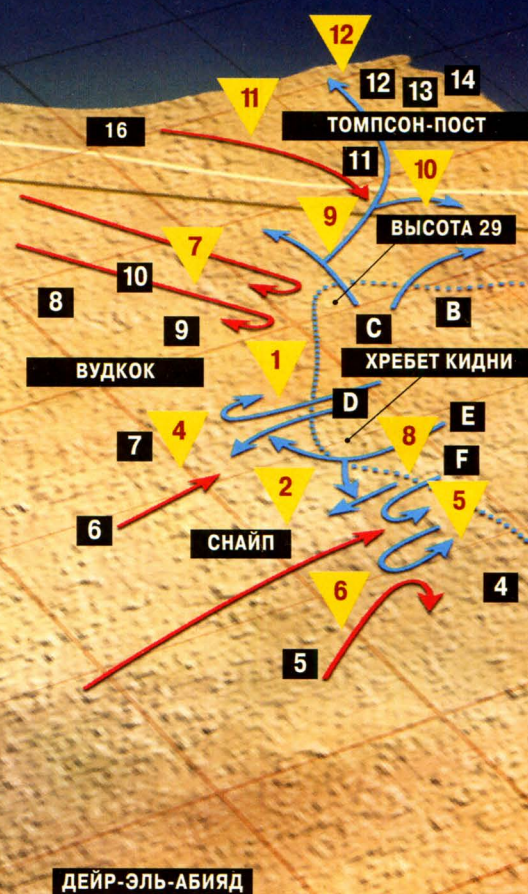 12
12
13
14
11
16
ТОМПСОН-ПОСТ
11
10
9
ВЫСОТА 29
7
10
8
B
9
C
1
ХРЕБЕТ КИДНИ
ВУДКОК
D
E
4
7
8
F
2
5
6
СНАЙП
6
4
5
ДЕЙР-ЭЛЬ-АБИЯД